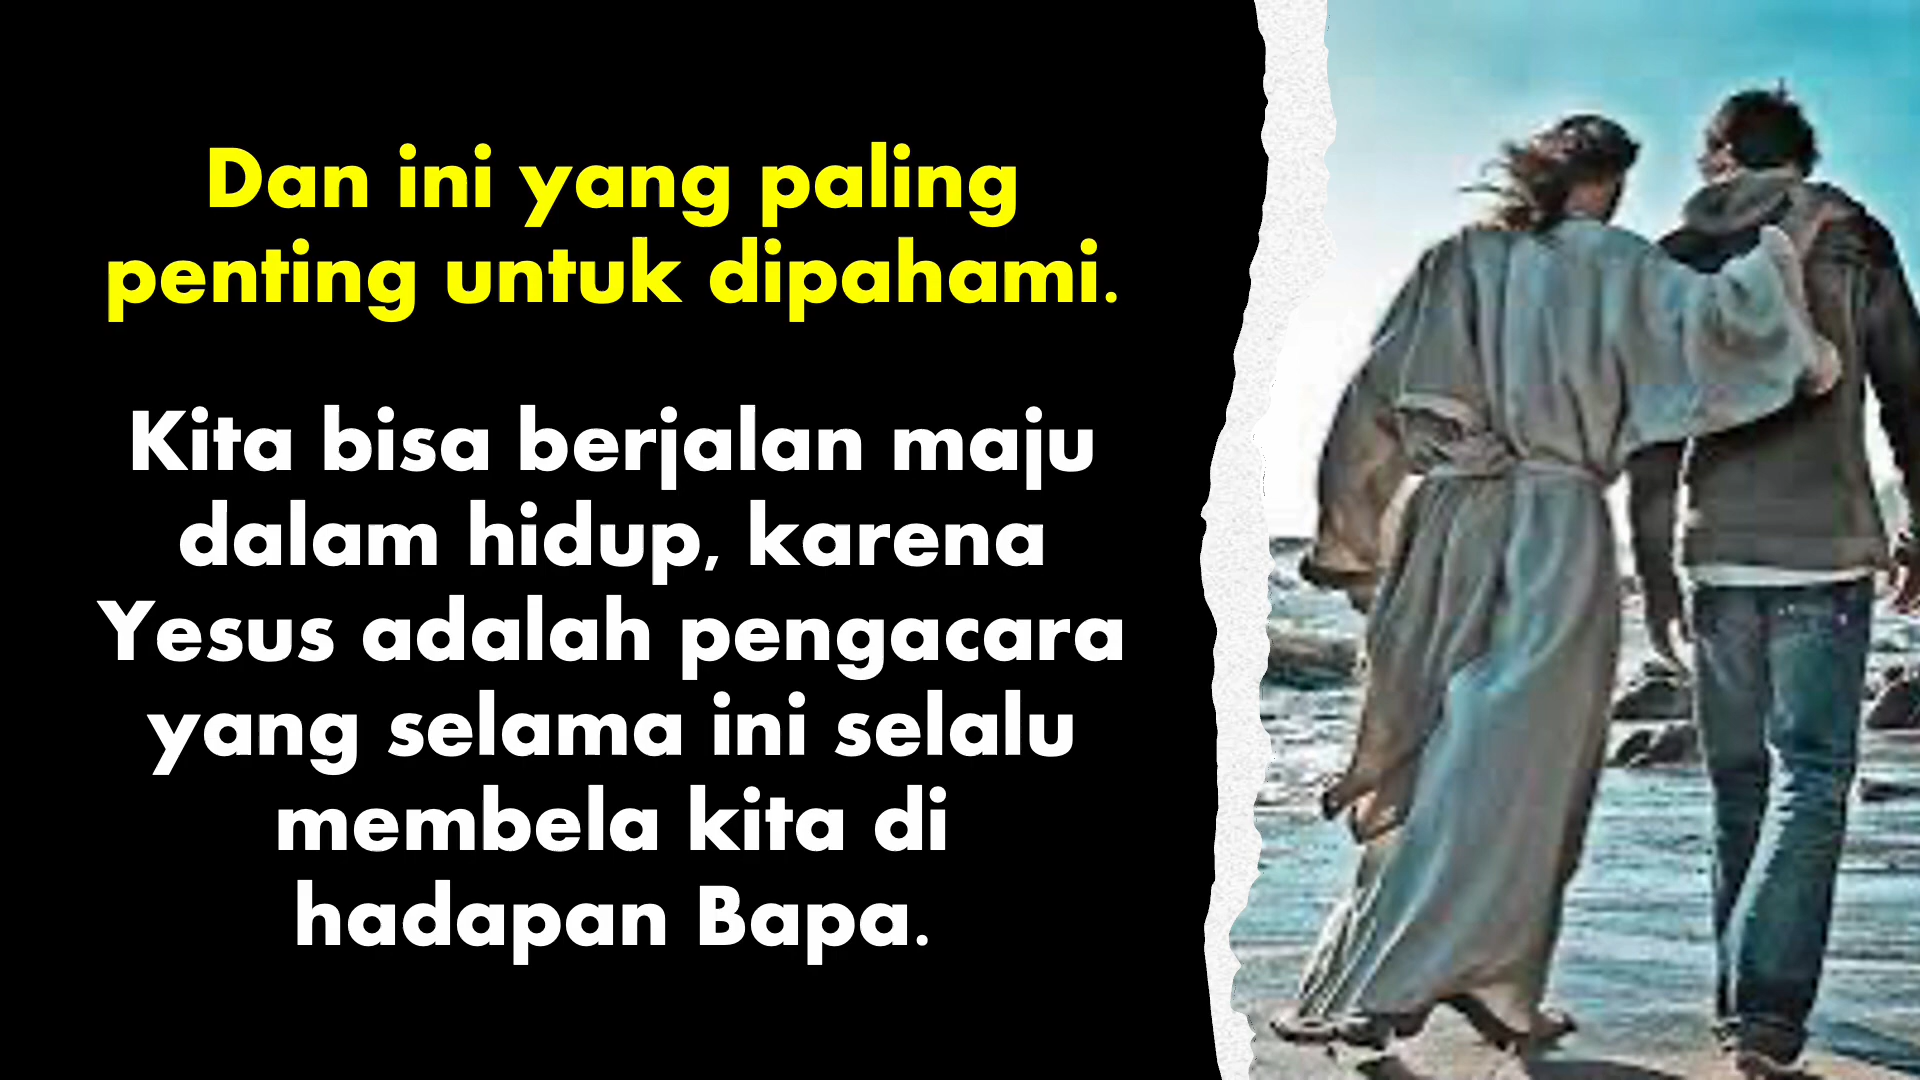 Dan ini yang paling
penting untuk dipahami.
Kita bisa berjalan maju
dalam hidup, karena
Yesus adalah pengacara
yang selama ini selalu
membela kita di
hadapan Bapa.